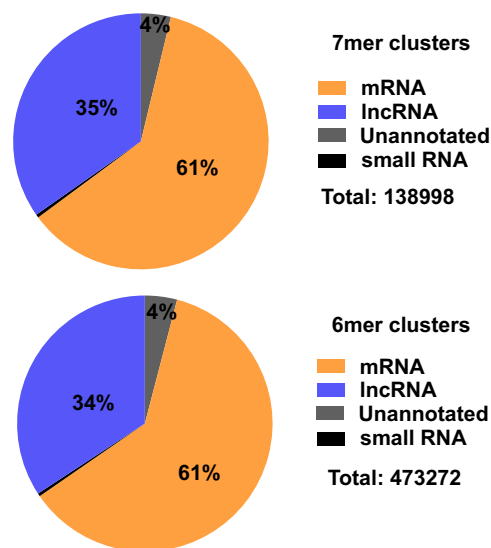 4%
35%
61%
7mer clusters
mRNA
lncRNA
Unannotated
small RNA
Total: 138998
4%
34%
61%
6mer clusters
mRNA
lncRNA
Unannotated
small RNA
Total: 473272